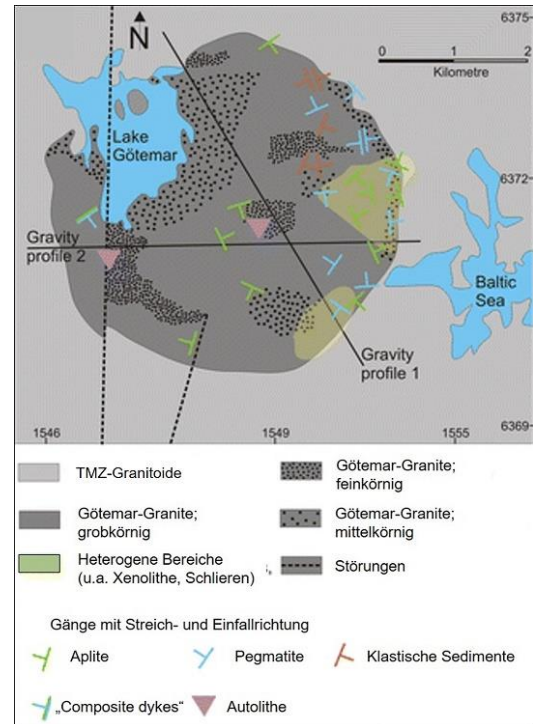 6375
N
0 1 2
Kilometre
Lake
Götemar
6372
Gravity
profile 2
Baltic
Sea
Gravity
profile 1
6369
1546 1549 1555
TMZ-Granitoide
Götemar-Granite;
feinkörnig
Götemar-Granite;
grobkörnig
Götemar-Granite;
mittelkörnig
Heterogene Bereiche
(u.a. Xenolithe, Schlieren)
Störungen
Gänge mit Streich- und Einfallrichtung
Aplite
Pegmatite
Klastische Sedimente
„Composite dykes“
Autolithe